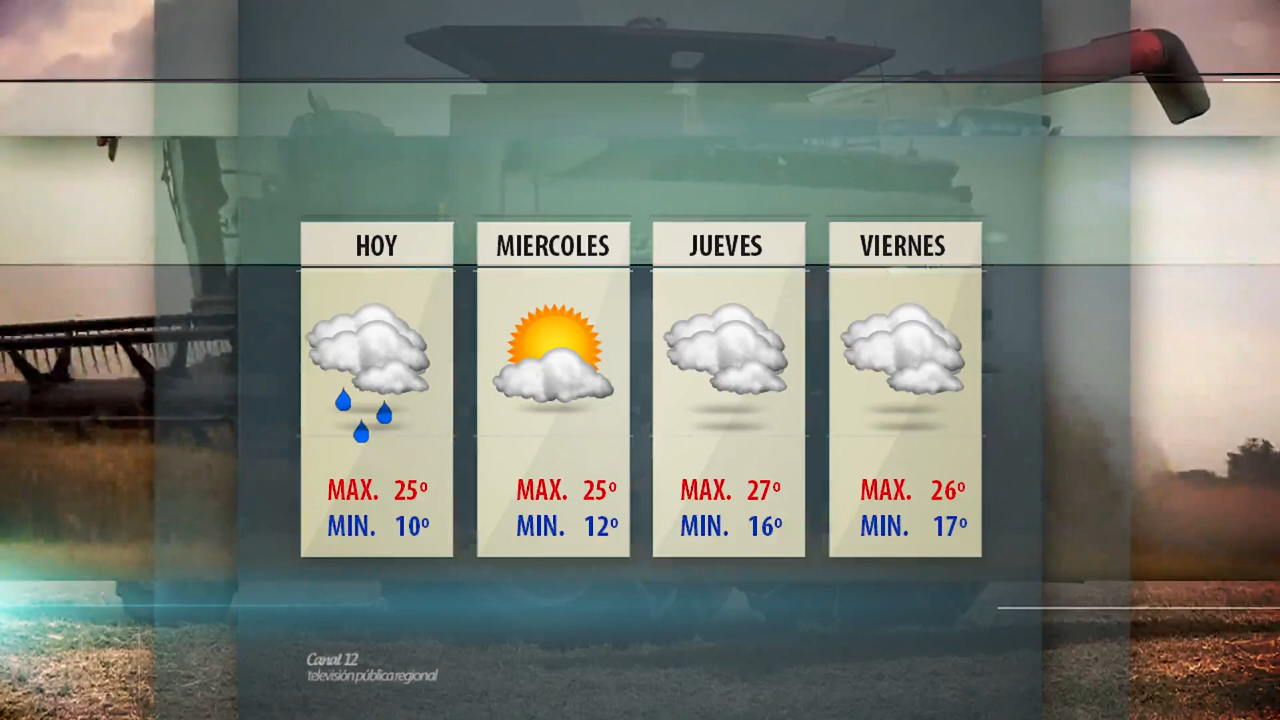 HOY
MAX. 25º
MIN. 10º
MIERCOLES
MAX. 25º
MIN. 12º
JUEVES
MAX. 27º
MIN. 16º
VIERNES
MAX. 26º
MIN. 17º
Canal 12
televisión pública regional